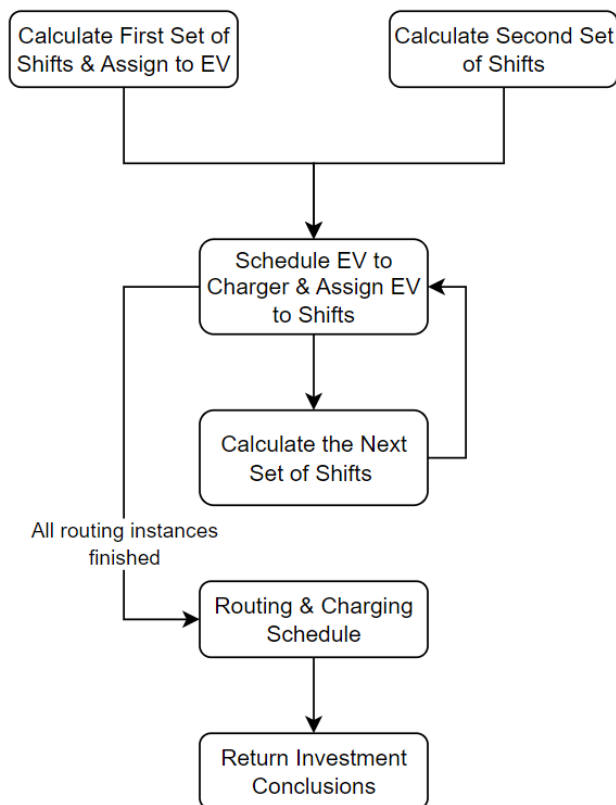 Calculate First Set of
Shifts & Assign to EV
Calculate Second Set
of Shifts
Schedule EV to
Charger & Assign EV
to Shifts
Calculate the Next
Set of Shifts
All routing instances
finished
Routing & Charging
Schedule
Return Investment
Conclusions